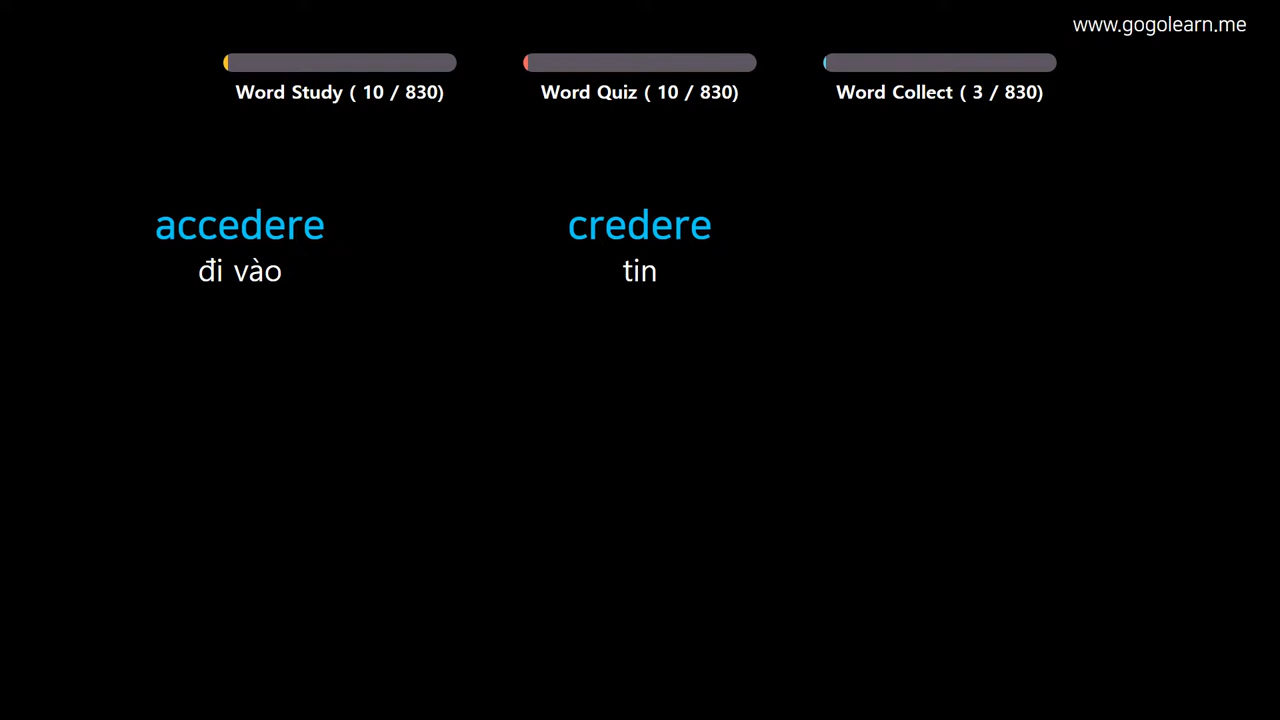 www.gogolearn.me
Word Study ( 10 / 830)
Word Quiz ( 10 / 830)
Word Collect ( 3 / 830)
accedere
đi vào
credere
tin